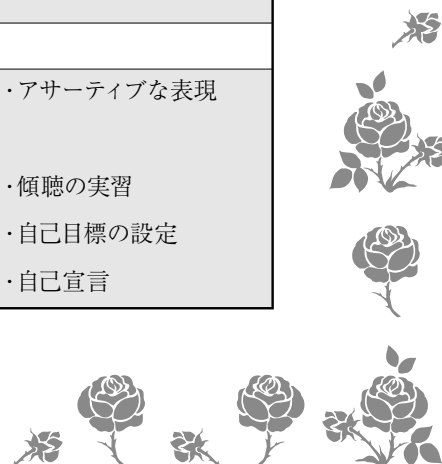 ・アサーティブな表現
・傾聴の実習
・自己目標の設定
・自己宣言